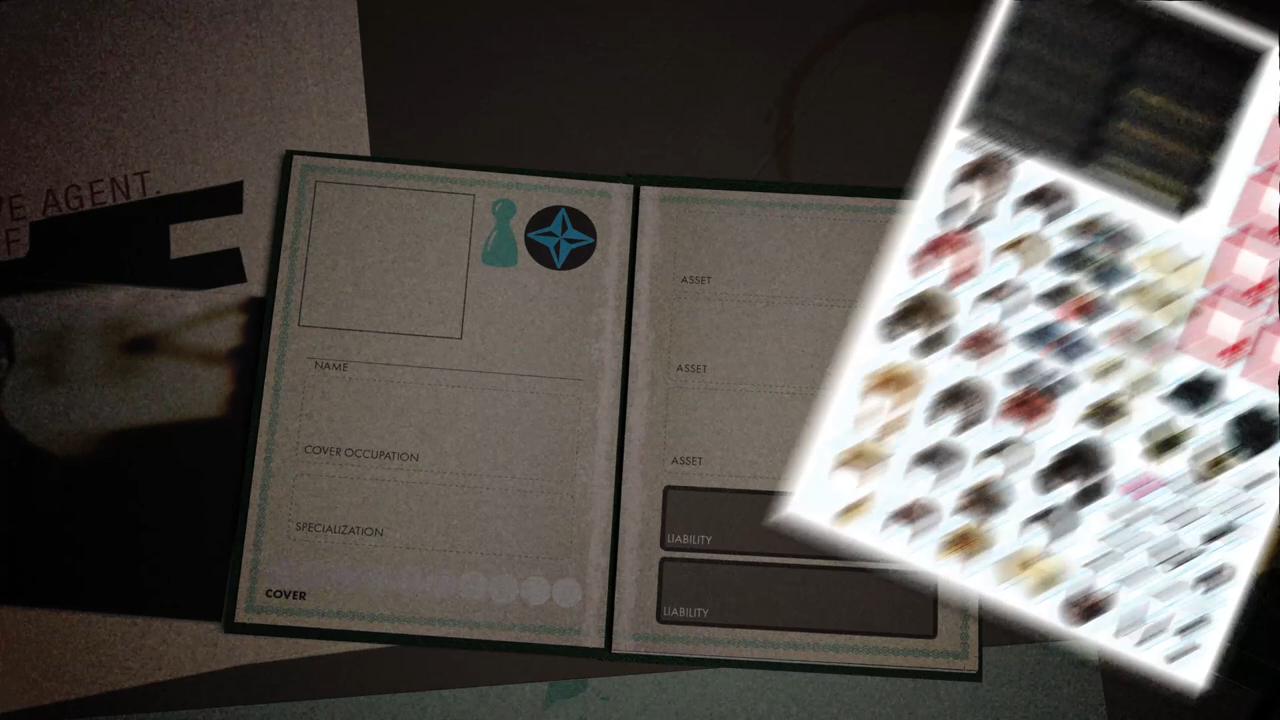 VE AGENT.
F
NAME
COVER OCCUPATION
SPECIALIZATION
COVER
ASSET
ASSET
ASSET
LIABILITY
LIABILITY